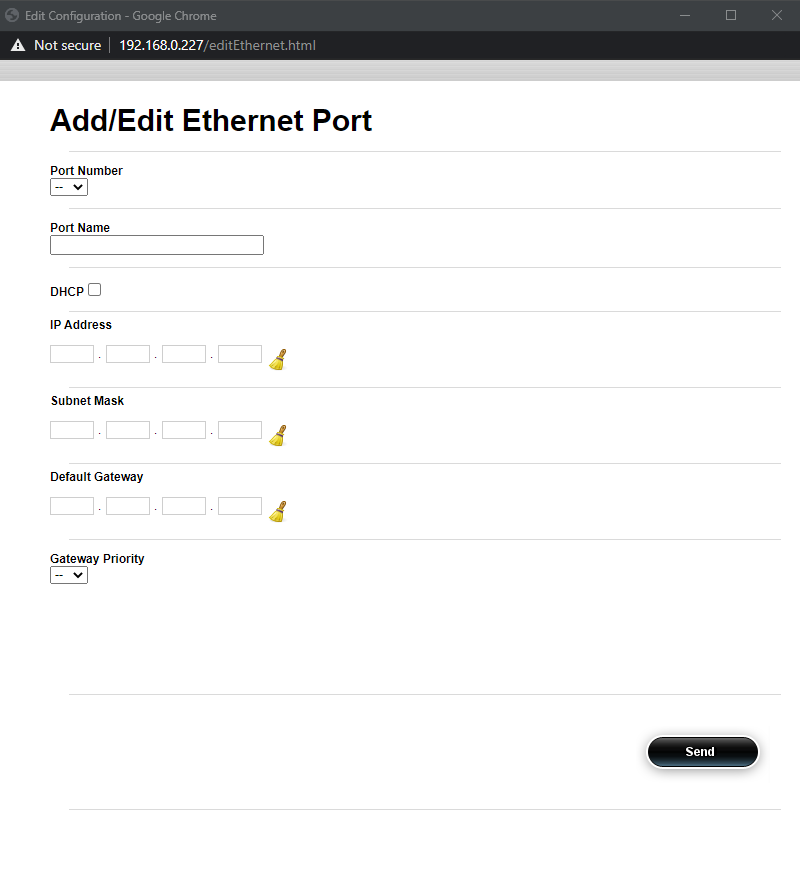 Edit Configuration - Google Chrome
Not secure | 192.168.0.227/editEthernet.html
Add/Edit Ethernet Port
Port Number
--
Port Name
DHCP
IP Address
. . .
Subnet Mask
. . .
Default Gateway
. . .
Gateway Priority
--
Send